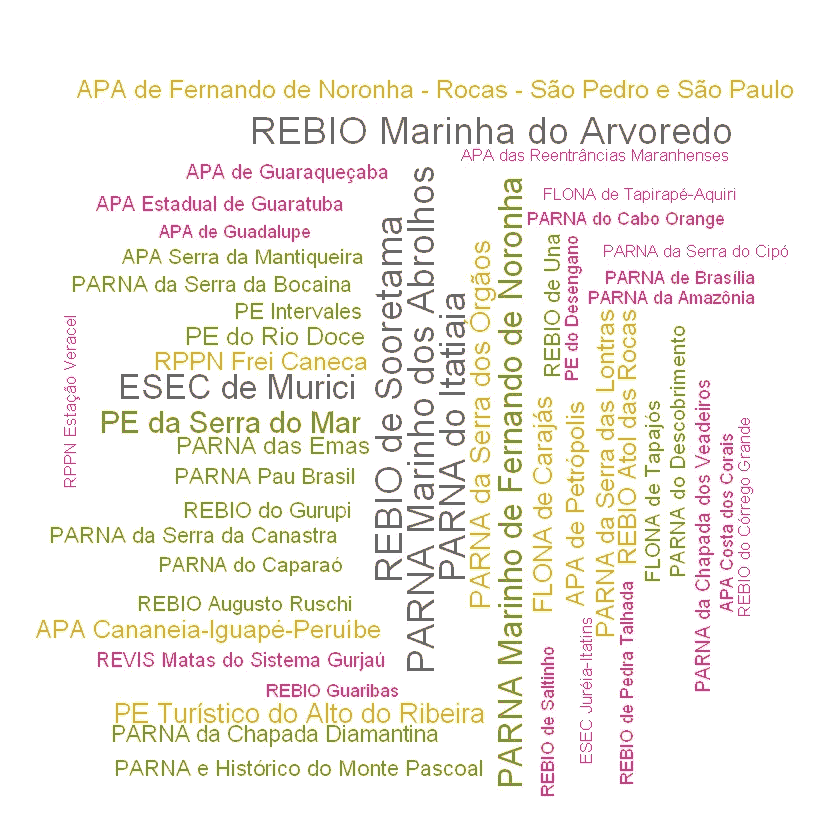 APA de Fernando de Noronha - Rocas - São Pedro e São Paulo
REBIO Marinha do Arvoredo
APA das Reentrâncias Maranhenses
APA de Guaraqueçaba
APA Estadual de Guaratuba
APA de Guadalupe
APA Serra da Mantiqueira
PARNA da Serra da Bocaina
PE Intervales
PE do Rio Doce
RPPN Frei Caneca
ESEC de Murici
PE da Serra do Mar
PARNA das Emas
PARNA Pau Brasil
REBIO do Gurupi
PARNA da Serra da Canastra
PARNA do Caparaó
REBIO Augusto Ruschi
APA Cananeia-Iguapé-Peruíbe
REVIS Matas do Sistema Gurjaú
REBIO Guaribas
PE Turístico do Alto do Ribeira
PARNA da Chapada Diamantina
PARNA e Histórico do Monte Pascoal
RPPN Estação Veracel
REBIO de Sooretama
PARNA Marinho dos Abrolhos
PARNA do Itatiaia
PARNA da Serra dos Órgãos
PARNA Marinho de Fernando de Noronha
FLONA de Tapirapé-Aquiri
PARNA do Cabo Orange
PARNA da Serra do Cipó
PARNA de Brasília
PARNA da Amazônia
REBIO de Una
PE do Desengano
FLONA de Carajás
APA de Petrópolis
PARNA da Serra das Lontras
REBIO Atol das Rocas
FLONA de Tapajós
PARNA do Descobrimento
PARNA da Chapada dos Veadeiros
APA Costa dos Corais
REBIO do Córrego Grande
REBIO de Saltinho
ESEC Juréia-Itatins
REBIO de Pedra Talhada